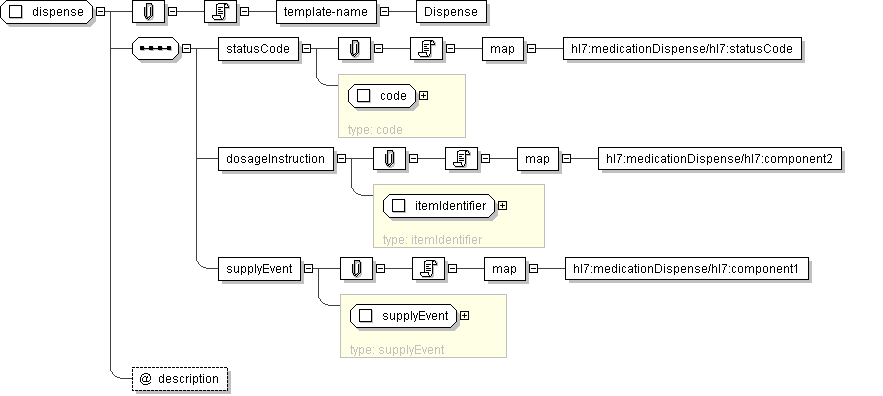 dispense
template-name
Dispense
statusCode
map
hl7:medicationDispense/hl7:statusCode
code
type: code
dosageInstruction
map
hl7:medicationDispense/hl7:component2
itemIdentifier
type: itemIdentifier
supplyEvent
map
hl7:medicationDispense/hl7:component1
supplyEvent
type: supplyEvent
@ description